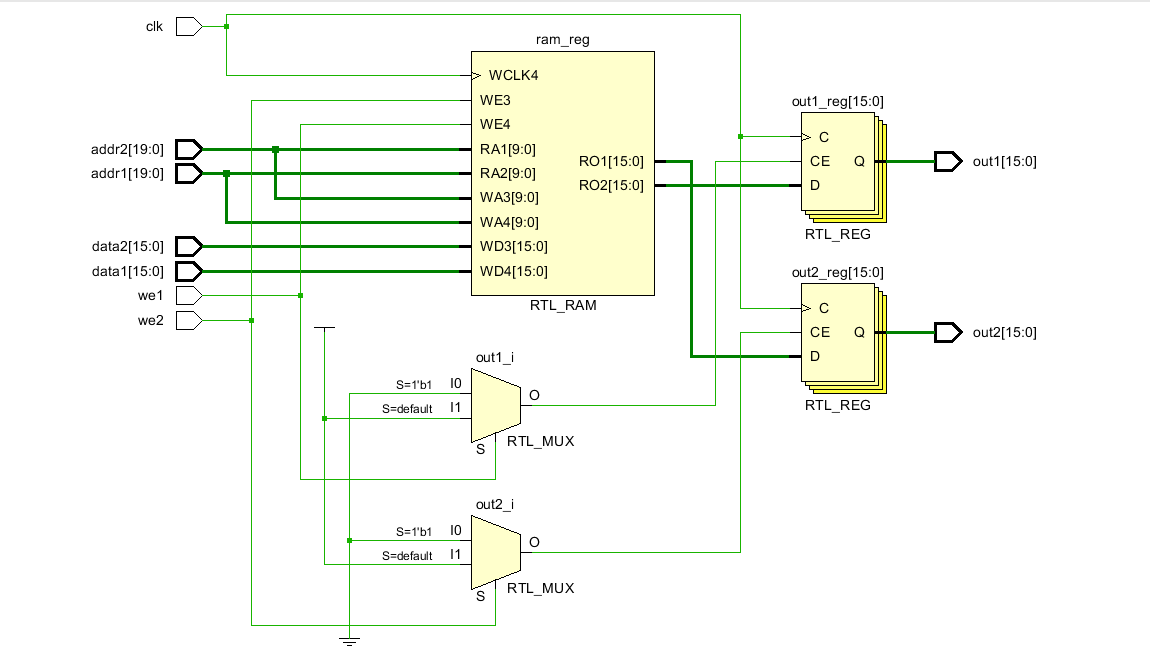 clk
ram_reg
WCLK4
WE3
WE4
addr2[19:0]
RA1[9:0]
addr1[19:0]
RA2[9:0]
WA3[9:0]
WA4[9:0]
data2[15:0]
WD3[15:0]
data1[15:0]
WD4[15:0]
we1
we2
RO1[15:0]
RO2[15:0]
RTL_RAM
out1_reg[15:0]
C
CE
Q
D
RTL_REG
out1[15:0]
out2_reg[15:0]
C
CE
Q
D
RTL_REG
out2[15:0]
out1_i
S=1'b1
I0
S=default
I1
O
S
RTL_MUX
out2_i
S=1'b1
I0
S=default
I1
O
S
RTL_MUX